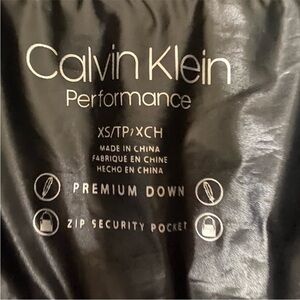 Calvin Klein
Performance
XS/TP/XCH
MADE IN CHINA
FABRIQUE EN CHINE
HECHO EN CHINA
PREMIUM DOWN
ZIP SECURITY POCKET